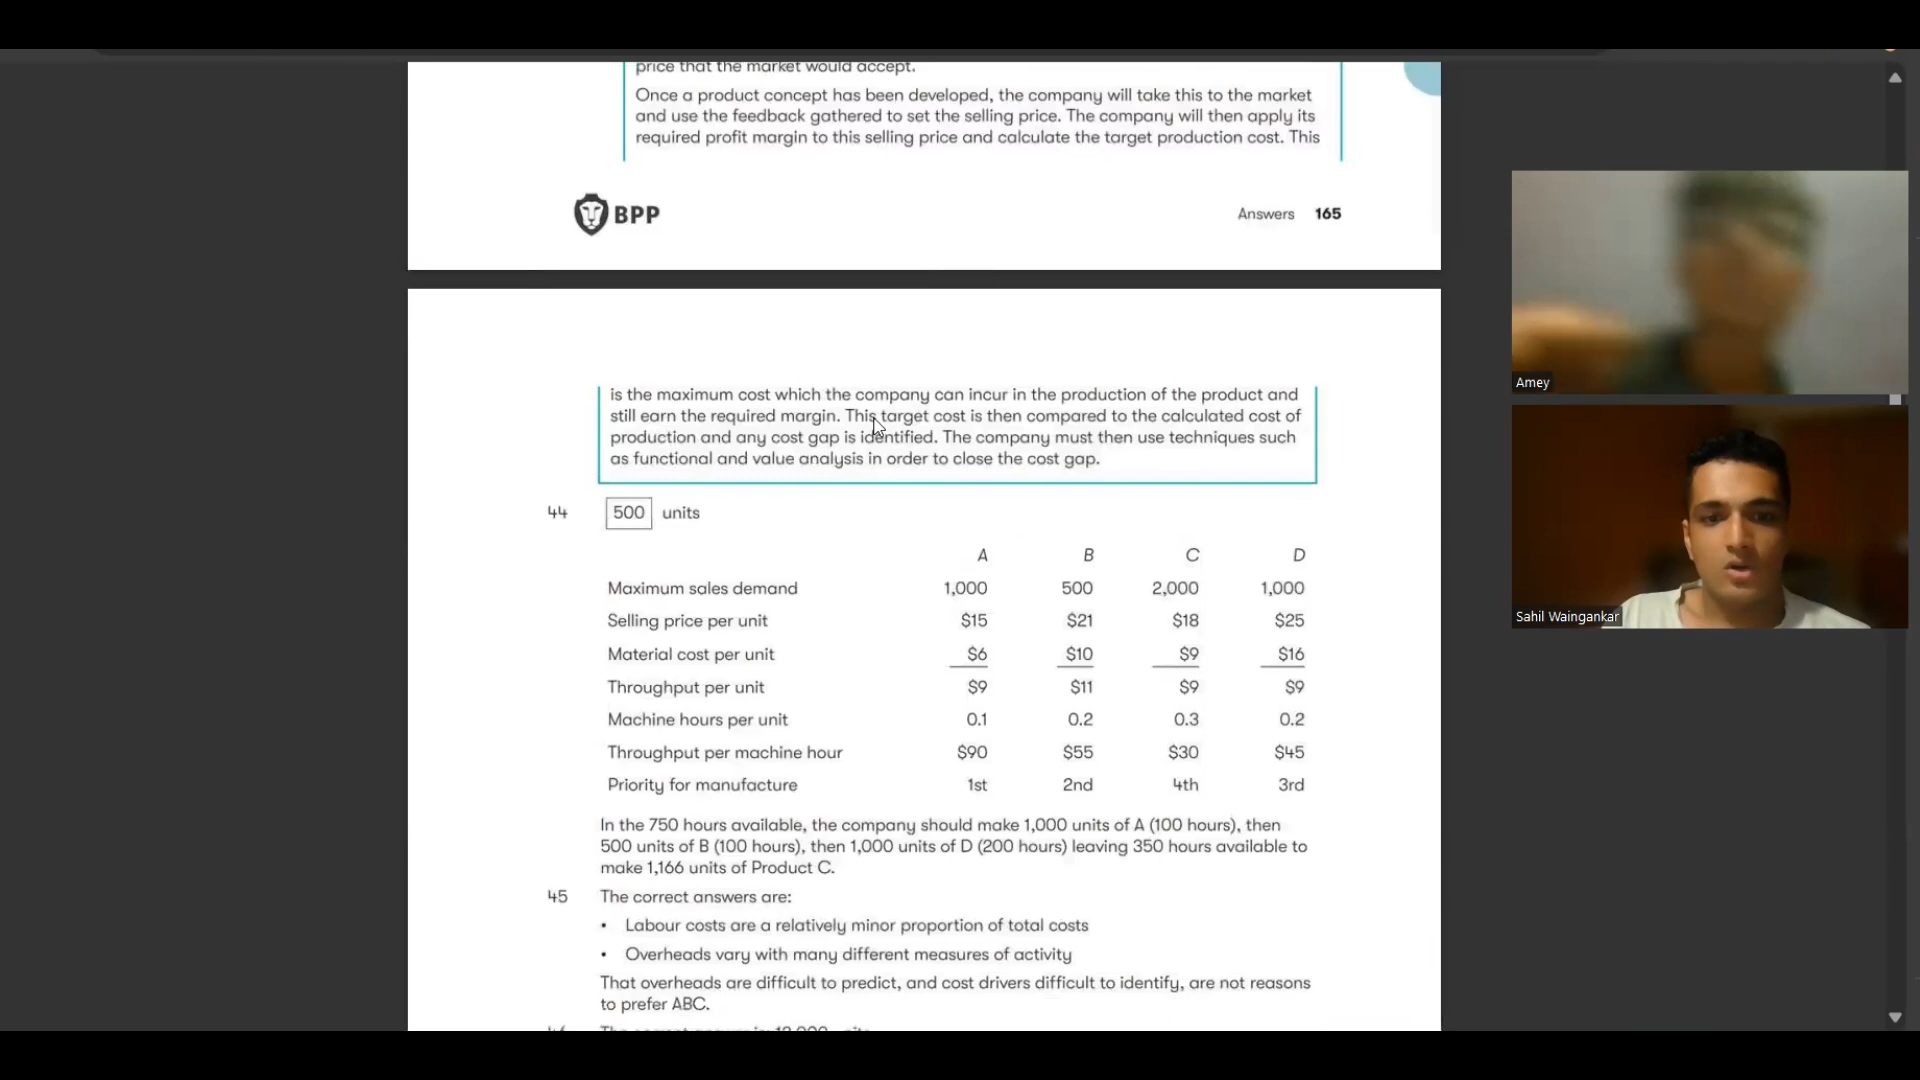 price that the market would accept.
Once a product concept has been developed, the company will take this to the market
and use the feedback gathered to set the selling price. The company will then apply its
required profit margin to this selling price and calculate the target production cost. This
BPP
Answers 165
is the maximum cost which the company can incur in the production of the product and
still earn the required margin. This target cost is then compared to the calculated cost of
production and any cost gap is identified. The company must then use techniques such
as functional and value analysis in order to close the cost gap.
44 500 units
A B C D
Maximum sales demand 1,000 500 2,000 1,000
Selling price per unit $15 $21 $18 $25
Material cost per unit $6 $10 $9 $16
Throughput per unit $9 $11 $9 $9
Machine hours per unit 0.1 0.2 0.3 0.2
Throughput per machine hour $90 $55 $30 $45
Priority for manufacture 1st 2nd 4th 3rd
In the 750 hours available, the company should make 1,000 units of A (100 hours), then
500 units of B (100 hours), then 1,000 units of D (200 hours) leaving 350 hours available to
make 1,166 units of Product C.
45 The correct answers are:
• Labour costs are a relatively minor proportion of total costs
• Overheads vary with many different measures of activity
That overheads are difficult to predict, and cost drivers difficult to identify, are not reasons
to prefer ABC.
Amey
Sahil Waingankar